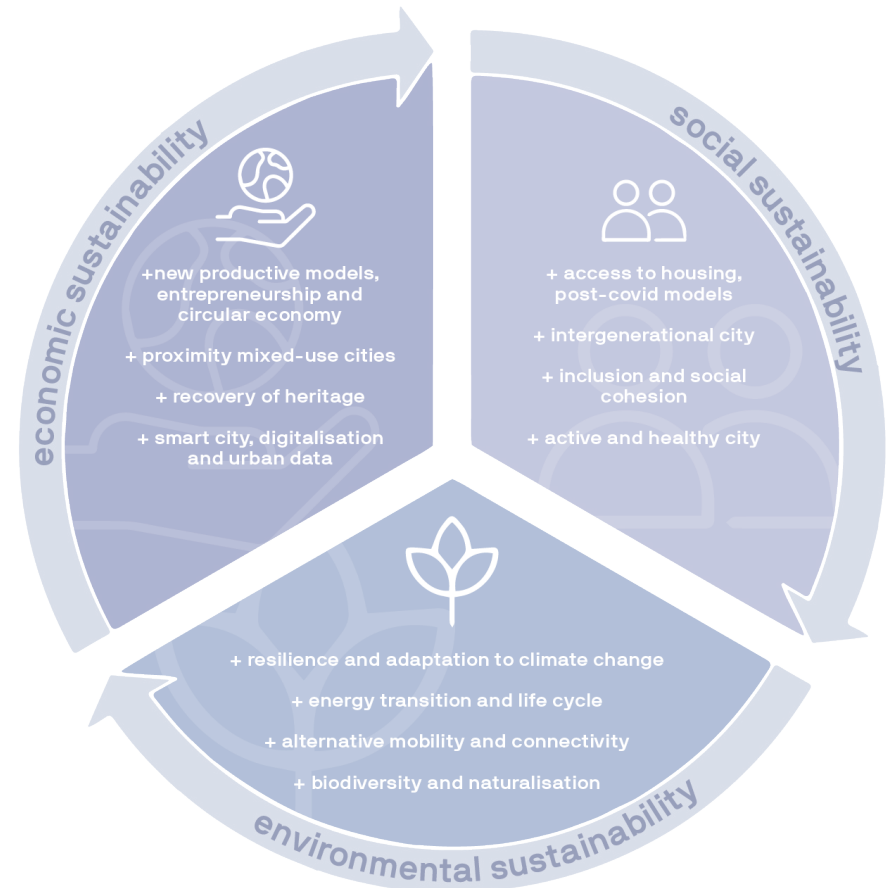 economic sustainability
+new productive models,
entrepreneurship and
circular economy
+ proximity mixed-use cities
+ recovery of heritage
+ smart city, digitalisation
and urban data
social sustainability
+ access to housing,
post-covid models
+ intergenerational city
+ inclusion and social
cohesion
+ active and healthy city
+ resilience and adaptation to climate change
+ energy transition and life cycle
+ alternative mobility and connectivity
+ biodiversity and naturalisation
environmental sustainability